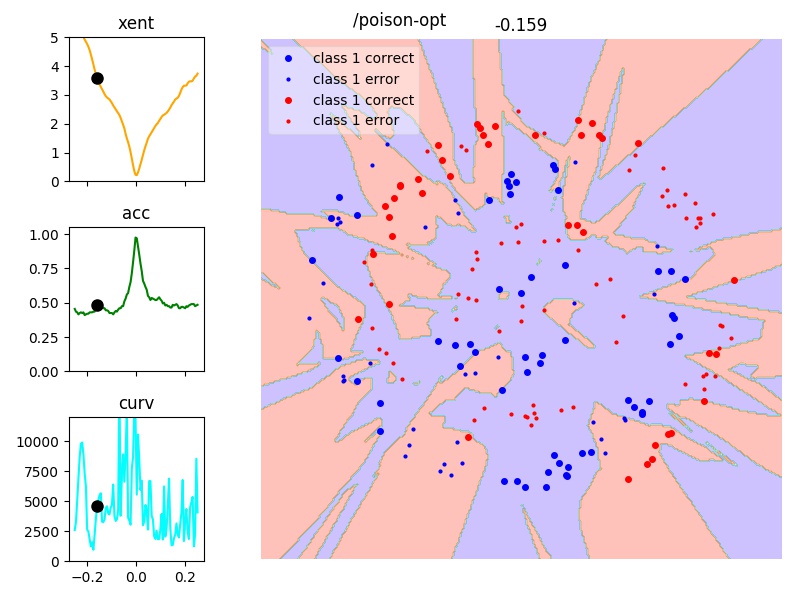 xent
5
4
3
2
1
0
acc
1.00
0.75
0.50
0.25
0.00
curv
10000
7500
5000
2500
0
−0.2
0.0
0.2
/poison-opt
-0.159
class 1 correct
class 1 error
class 1 correct
class 1 error